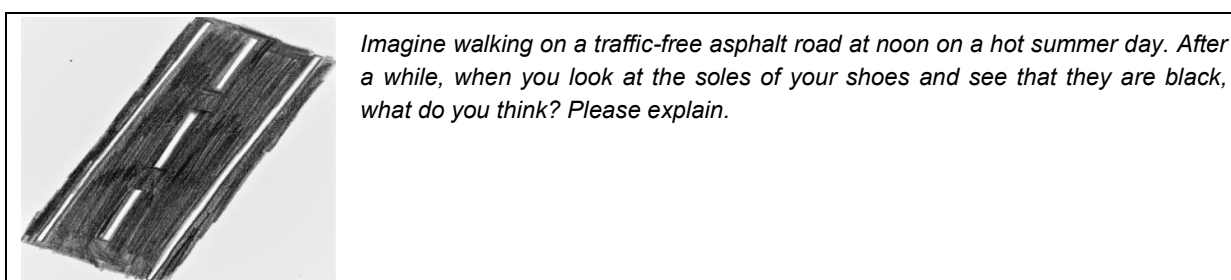 Imagine walking on a traffic-free asphalt road at noon on a hot summer day. After
a while, when you look at the soles of your shoes and see that they are black,
what do you think? Please explain.